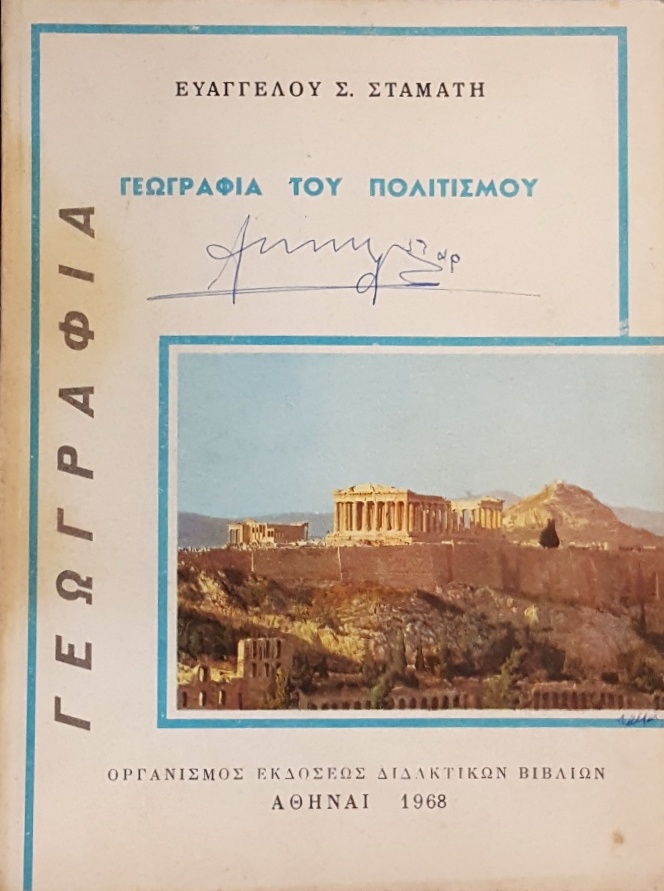 ΕΥΑΓΓΕΛΟΥ Σ. ΣΤΑΜΑΤΗ
ΓΕΩΓΡΑΦΙΑ ΤΟΥ ΠΟΛΙΤΙΣΜΟΥ
ΓΕΩΓΡΑΦΙΑ
ΟΡΓΑΝΙΣΜΟΣ ΕΚΔΟΣΕΩΣ ΔΙΔΑΚΤΙΚΩΝ ΒΙΒΛΙΩΝ
ΑΘΗΝΑΙ 1968